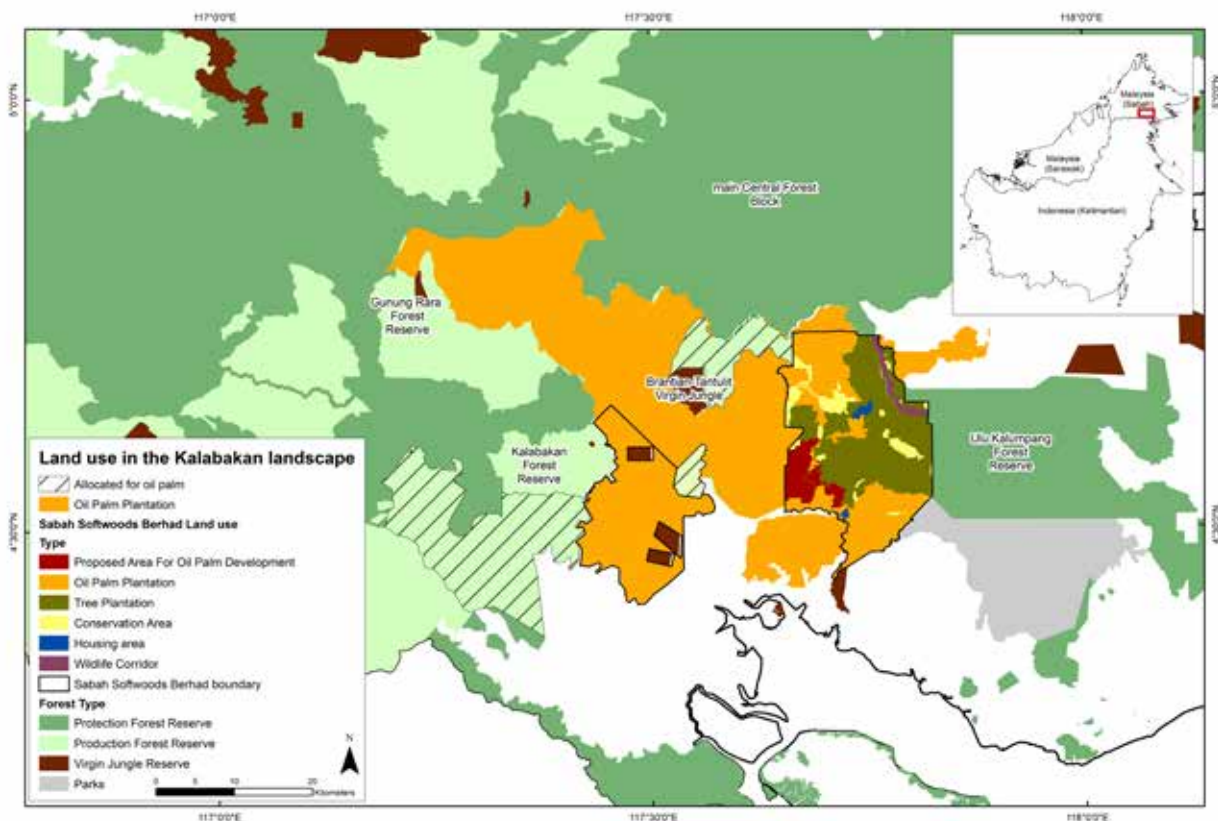 117°0'0"E
117°30'0"E
118°0'0"E
5°0'0"N
5°0'0"N
Malaysia
(Sabah)
Malaysia
(Sarawak)
Indonesia (Kalimantan)
main Central Forest
Block
Gunung Rara
Forest
Reserve
Brantian Tantulit
Virgin Jungle
Ulu Kalumpang
Forest
Reserve
Kalabakan
Forest
Reserve
4°30'0"N
4°30'0"N
Land use in the Kalabakan landscape
Allocated for oil palm
Oil Palm Plantation
Sabah Softwoods Berhad Land use
Type
Proposed Area For Oil Palm Development
Oil Palm Plantation
Tree Plantation
Conservation Area
Housing area
Wildlife Corridor
Sabah Softwoods Berhad boundary
Forest Type
Protection Forest Reserve
Production Forest Reserve
Virgin Jungle Reserve
Parks
N
0 10 20
Kilometers
117°0'0"E
117°30'0"E
118°0'0"E